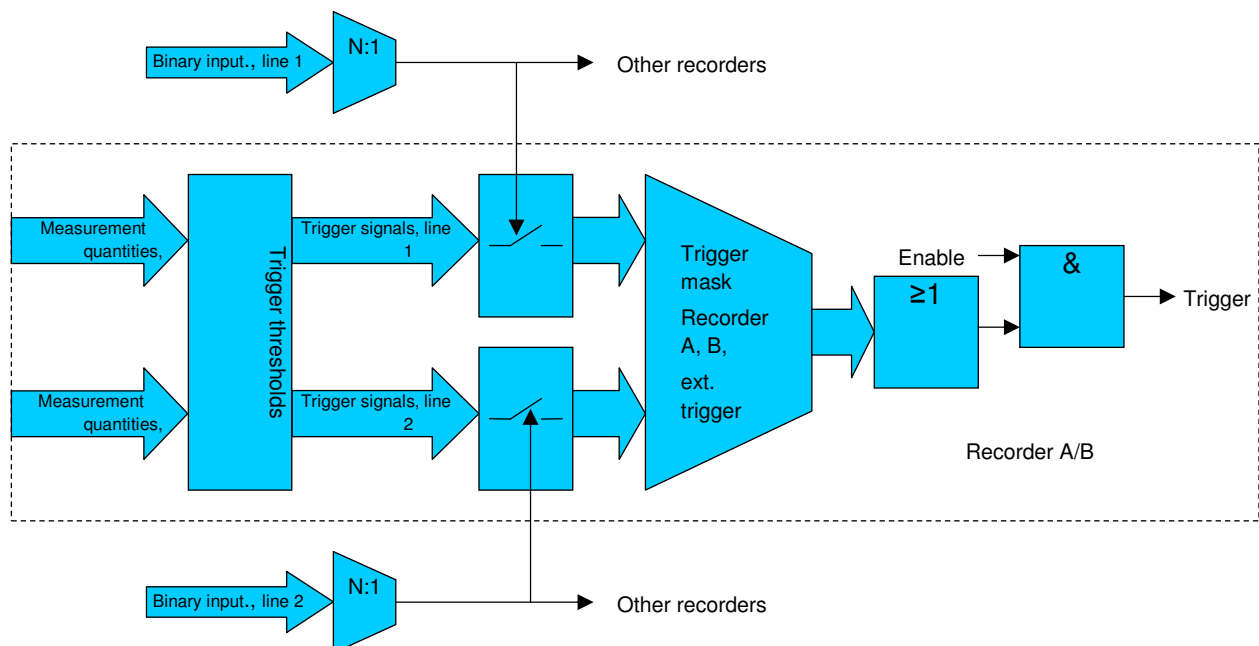 Binary input., line 1
N:1
Other recorders
Measurement
quantities,
Trigger thresholds
Trigger signals, line
1
Trigger
mask
Recorder
A, B,
ext.
trigger
Enable
≥1
&
Trigger
Measurement
quantities,
Trigger signals, line
2
Recorder A/B
Binary input., line 2
N:1
Other recorders